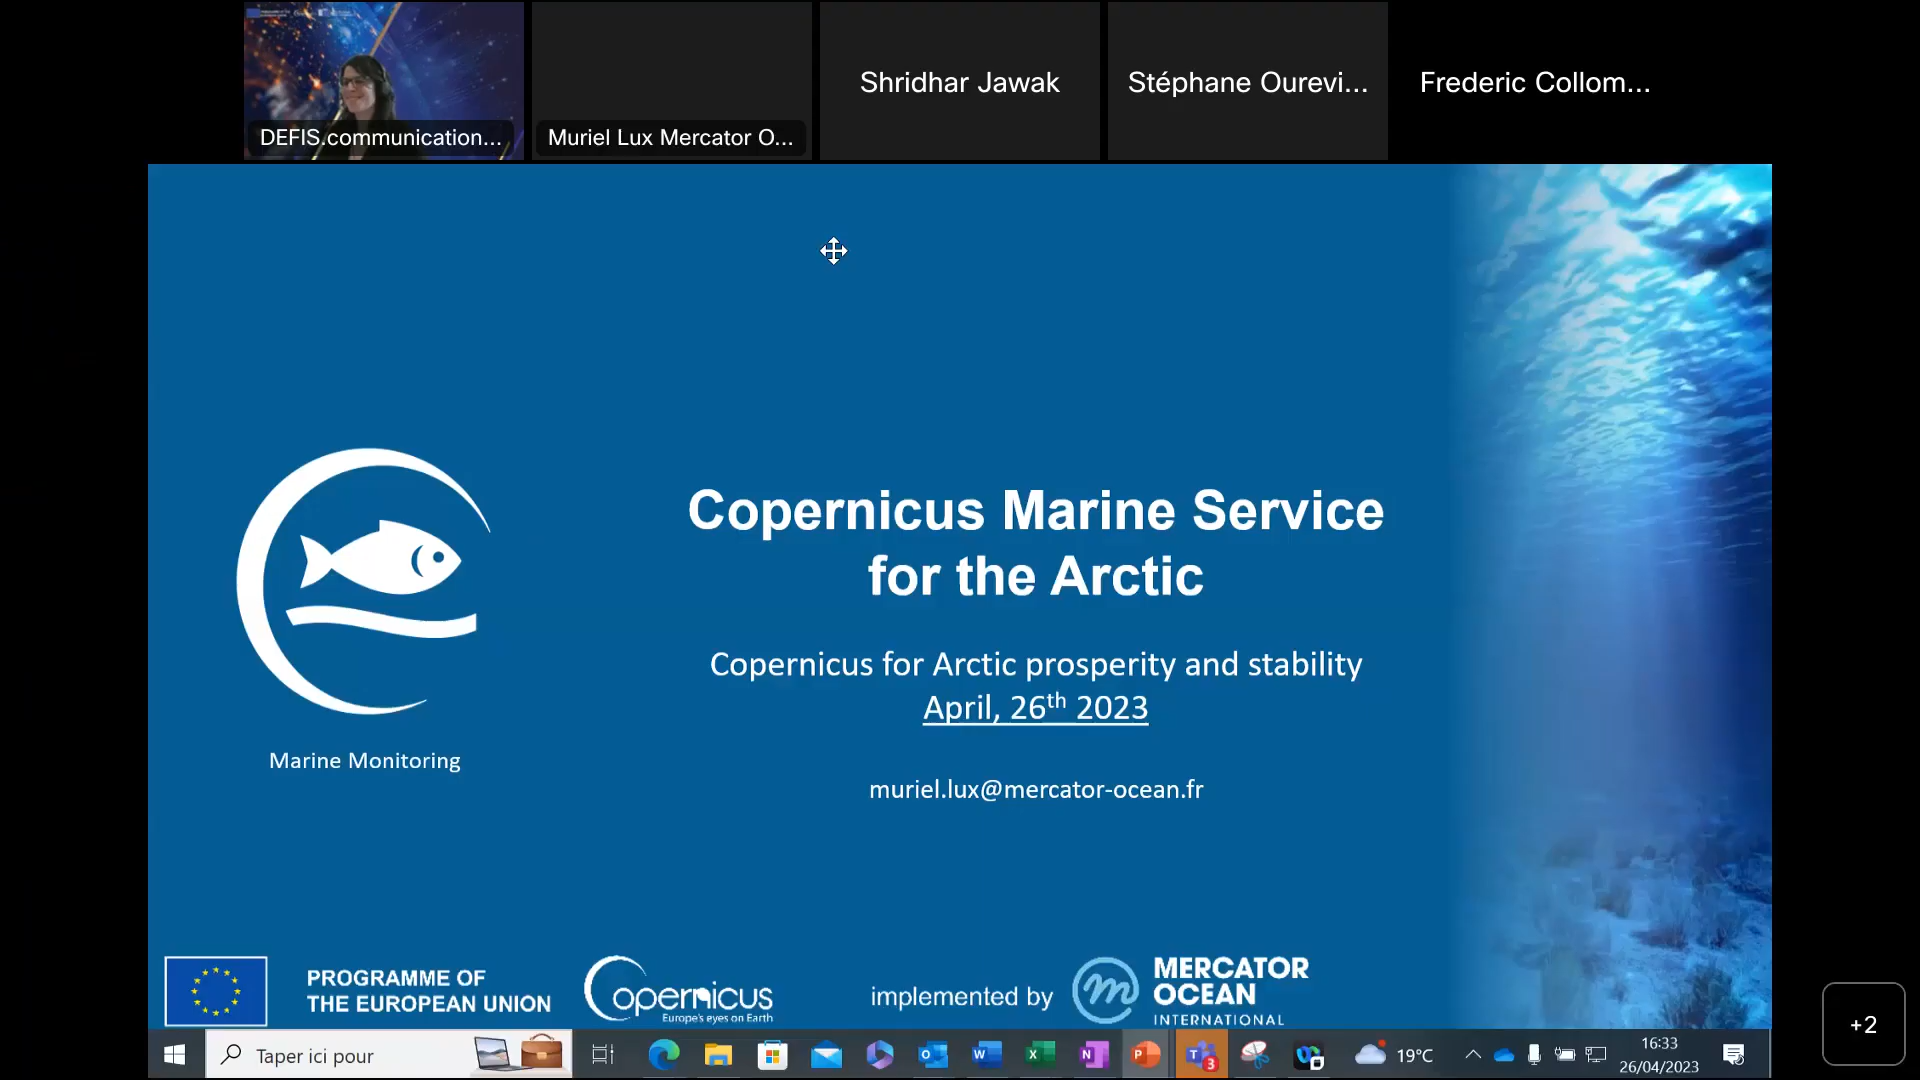 DEFIS.communication...
Muriel Lux Mercator O...
Shridhar Jawak
Stéphane Ourevi...
Frederic Collom...
Copernicus Marine Service
for the Arctic
Copernicus for Arctic prosperity and stability
April, 26th 2023
muriel.lux@mercator-ocean.fr
Marine Monitoring
PROGRAMME OF
THE EUROPEAN UNION
opernicus
Europe's eyes on Earth
implemented by
MERCATOR
OCEAN
INTERNATIONAL
+2
Taper ici pour
3
19°C
16:33
26/04/2023